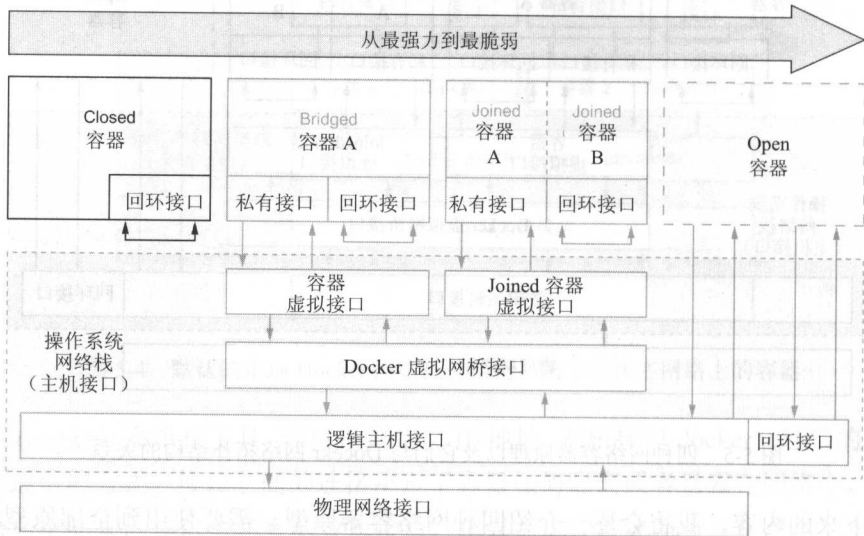 从最强力到最脆弱
Closed
容器
回环接口
Bridged
容器 A
私有接口
回环接口
Joined
容器
A
Joined
容器
B
私有接口
回环接口
Open
容器
容器
虚拟接口
Joined 容器
虚拟接口
操作系统
网络栈
（主机接口）
Docker 虚拟网桥接口
逻辑主机接口
回环接口
物理网络接口